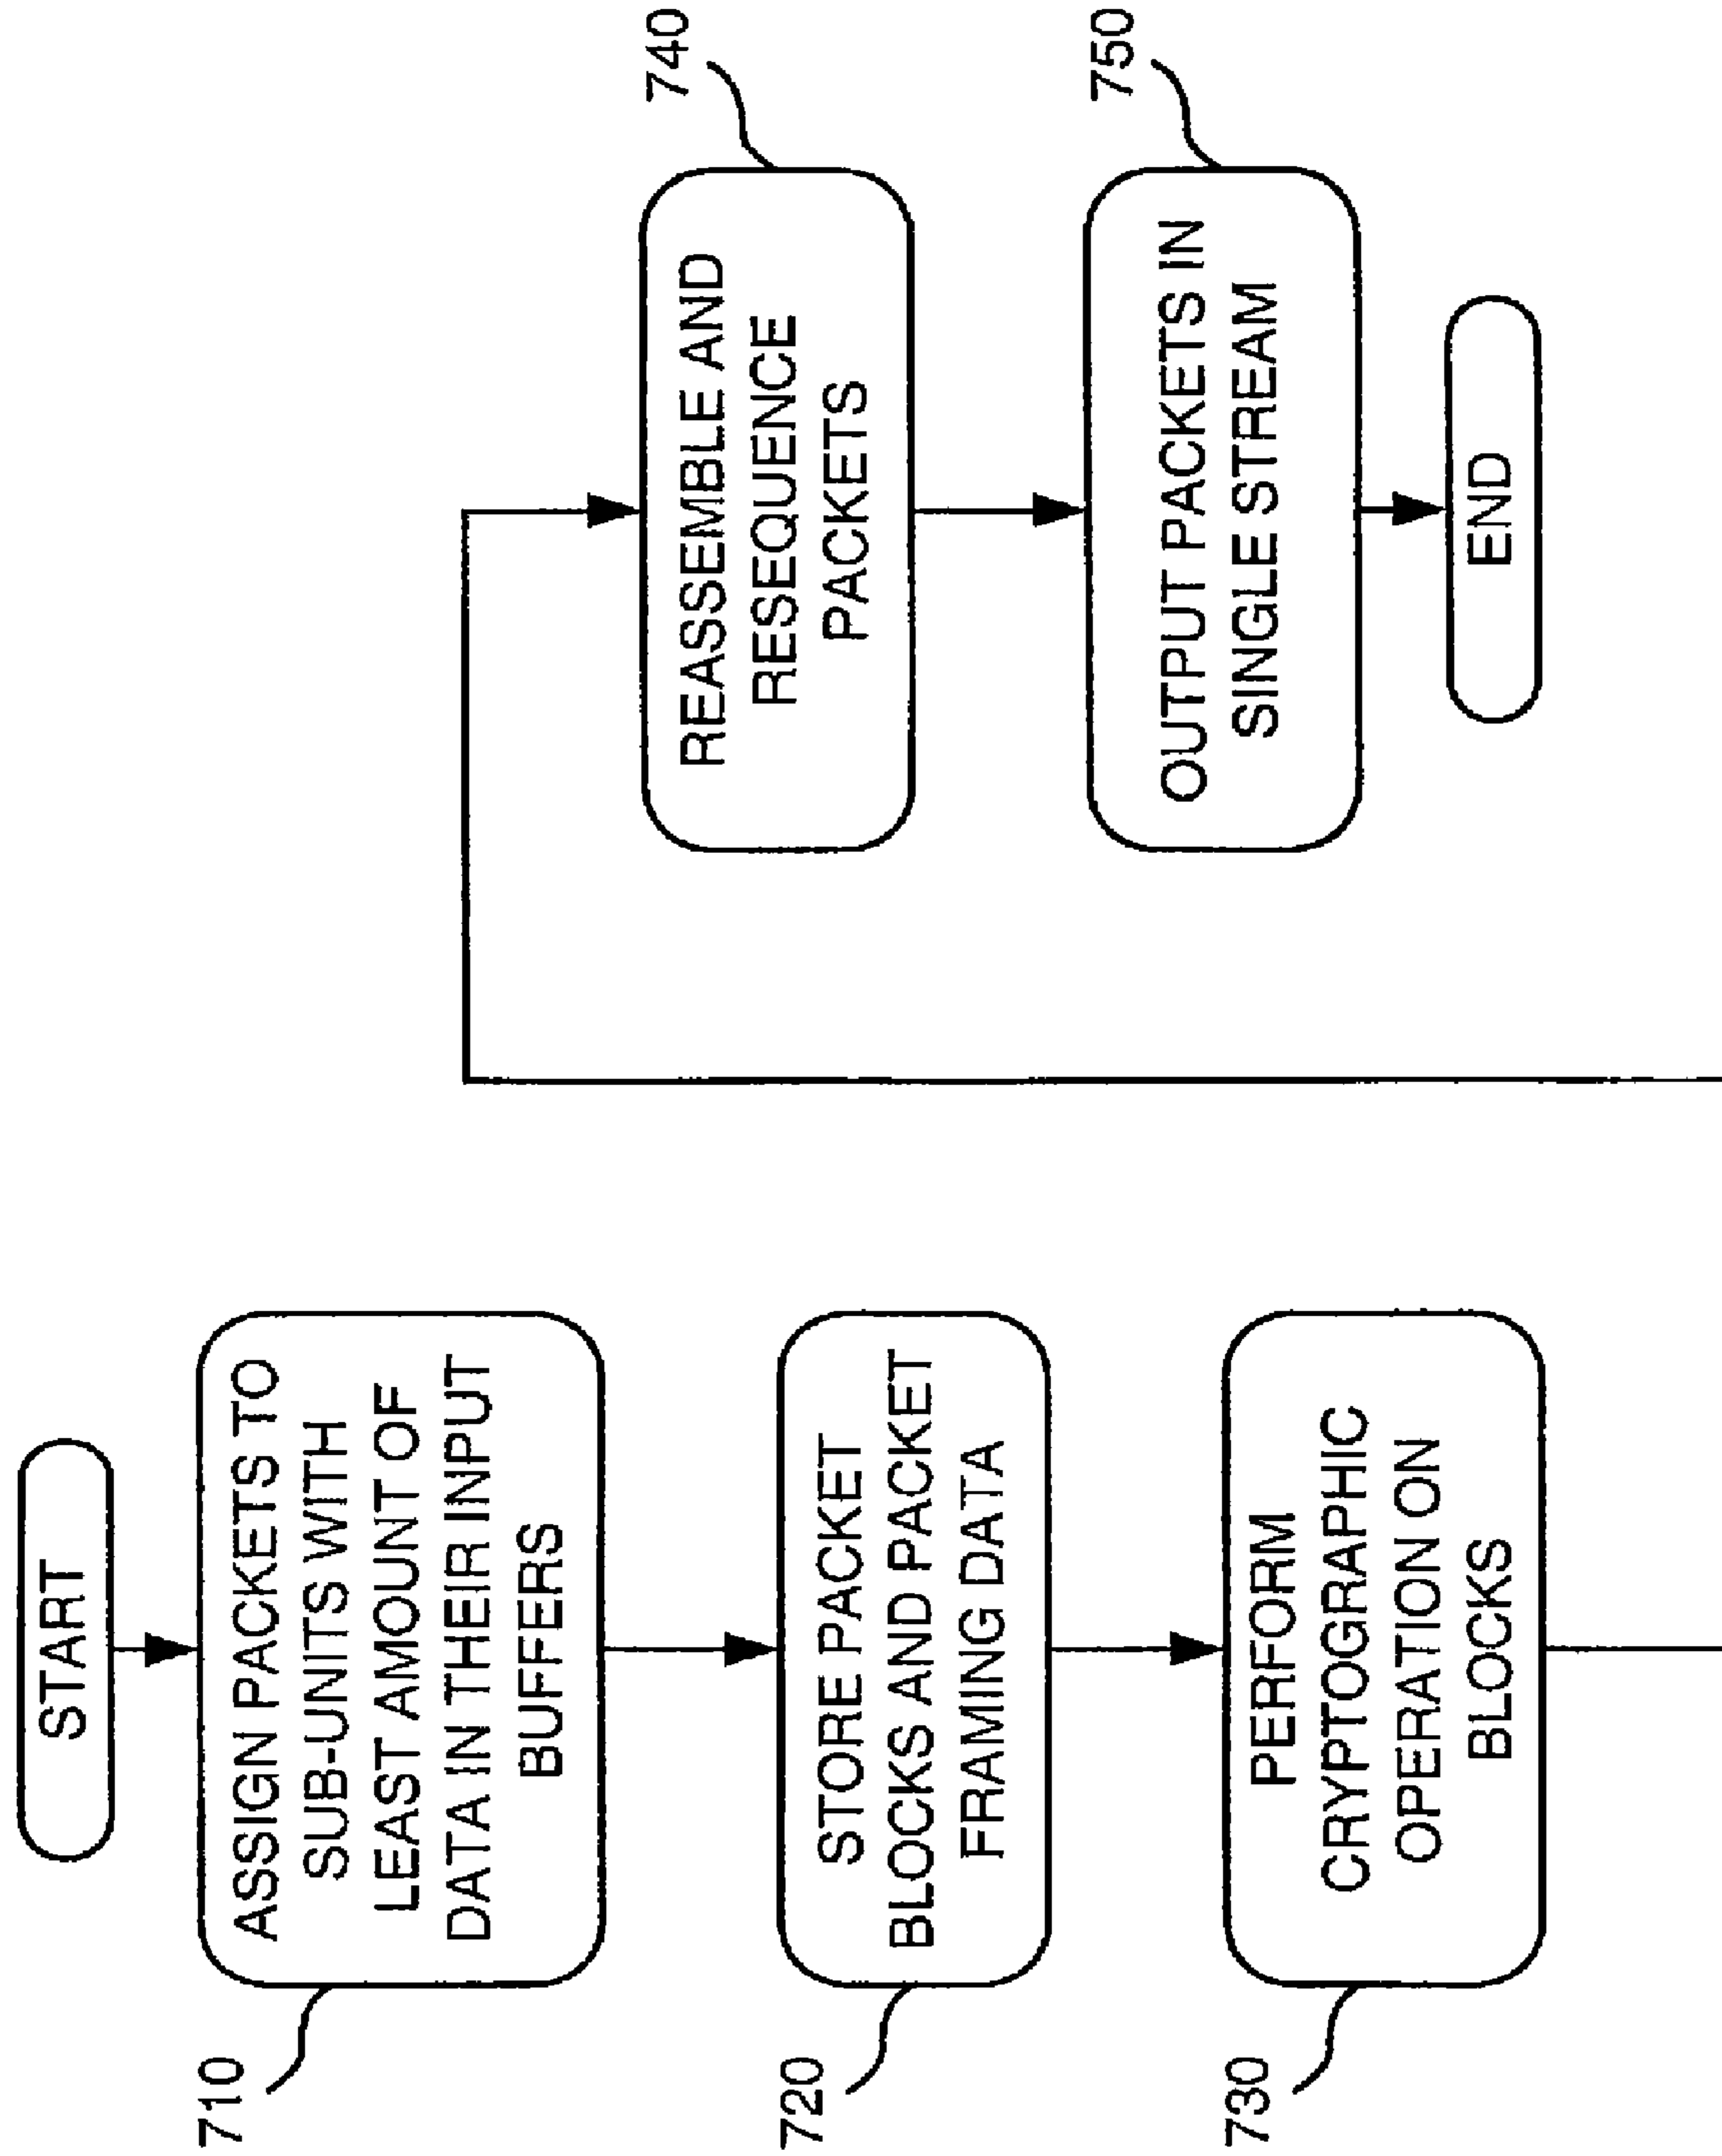 START
710
ASSIGN PACKETS TO
SUB-UNITS WITH
LEAST AMOUNT OF
DATA IN THEIR INPUT
BUFFERS
720
STORE PACKET
BLOCKS AND PACKET
FRAMING DATA
730
PERFORM
CRYPTOGRAPHIC
OPERATION ON
BLOCKS
740
REASSEMBLE AND
RESEQUENCE
PACKETS
750
OUTPUT PACKETS IN
SINGLE STREAM
END